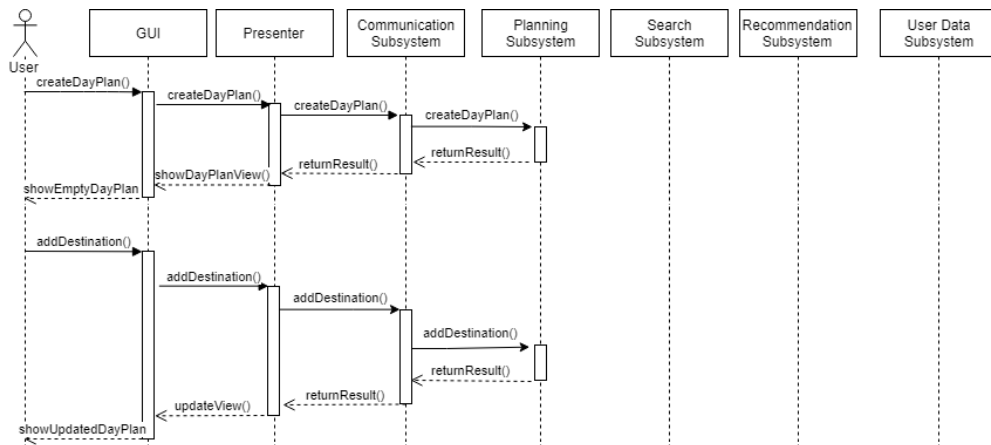 GUI
Presenter
Communication
Subsystem
Planning
Subsystem
Search
Subsystem
Recommendation
Subsystem
User Data
Subsystem
User
createDayPlan()
createDayPlan()
createDayPlan()
createDayPlan()
returnResult()
returnResult()
showDayPlanView()
showEmptyDayPlan
addDestination()
addDestination()
addDestination()
addDestination()
returnResult()
returnResult()
updateView()
showUpdatedDayPlan